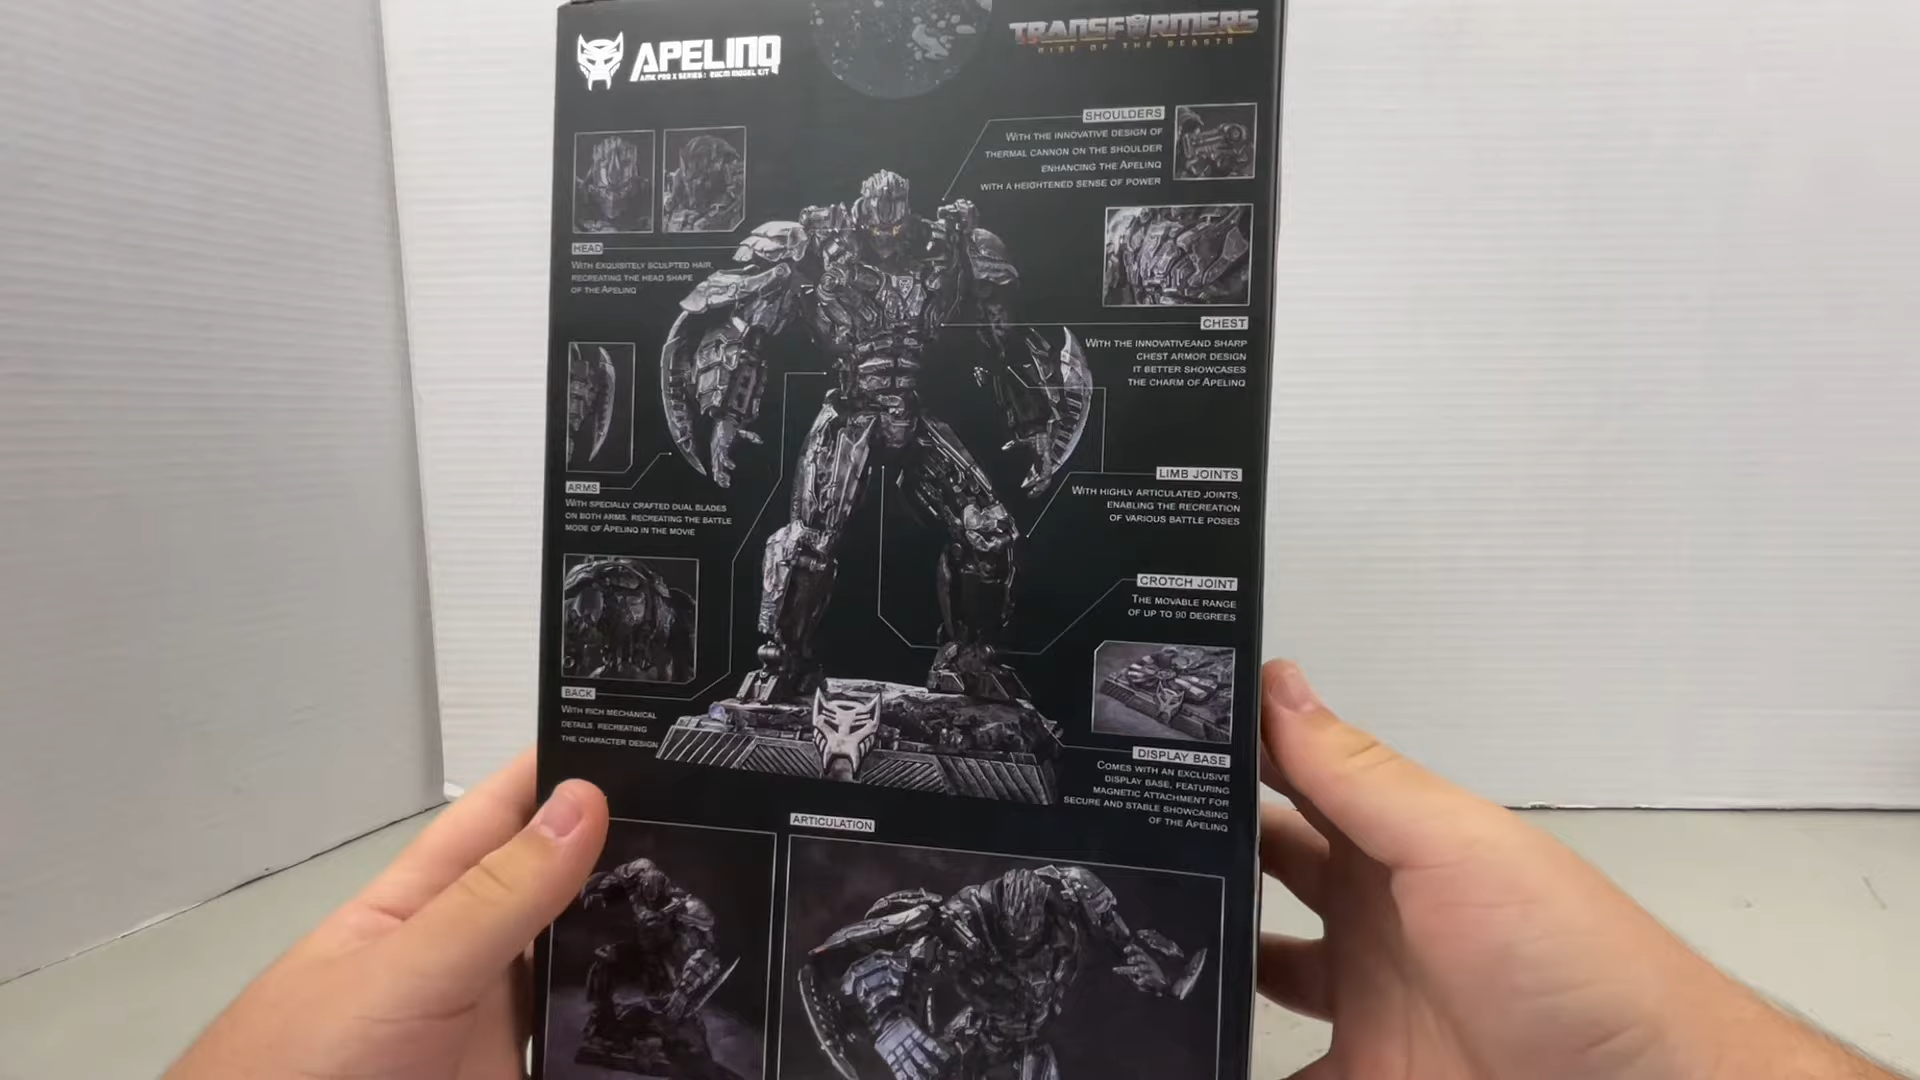 APELINQ
AMK PRO X SERIES: 20CM MODEL KIT
TRANSFORMERS
RISE OF THE BEASTS
SHOULDERS
WITH THE INNOVATIVE DESIGN OF
THERMAL CANNON ON THE SHOULDER
ENHANCING THE APELINQ
WITH A HEIGHTENED SENSE OF POWER
HEAD
WITH EXQUISITELY SCULPTED HAIR,
RECREATING THE HEAD SHAPE
OF THE APELINQ
CHEST
WITH THE INNOVATIVEAND SHARP
CHEST ARMOR DESIGN
IT BETTER SHOWCASES
THE CHARM OF APELINQ
ARMS
WITH SPECIALLY CRAFTED DUAL BLADES
ON BOTH ARMS, RECREATING THE BATTLE
MODE OF APELINQ IN THE MOVIE
LIMB JOINTS
WITH HIGHLY ARTICULATED JOINTS,
ENABLING THE RECREATION
OF VARIOUS BATTLE POSES
CROTCH JOINT
THE MOVABLE RANGE
OF UP TO 90 DEGREES
BACK
WITH RICH MECHANICAL
DETAILS, RECREATING
THE CHARACTER DESIGN
DISPLAY BASE
COMES WITH AN EXCLUSIVE
DISPLAY BASE, FEATURING
MAGNETIC ATTACHMENT FOR
SECURE AND STABLE SHOWCASING
OF THE APELINQ
ARTICULATION